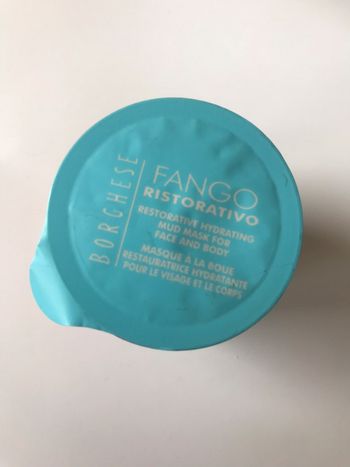 BORGHESE
FANGO
RISTORATIVO
RESTORATIVE HYDRATING
MUD MASK FOR
FACE AND BODY
MASQUE À LA BOUE
RESTAURATRICE HYDRATANTE
POUR LE VISAGE ET LE CORPS